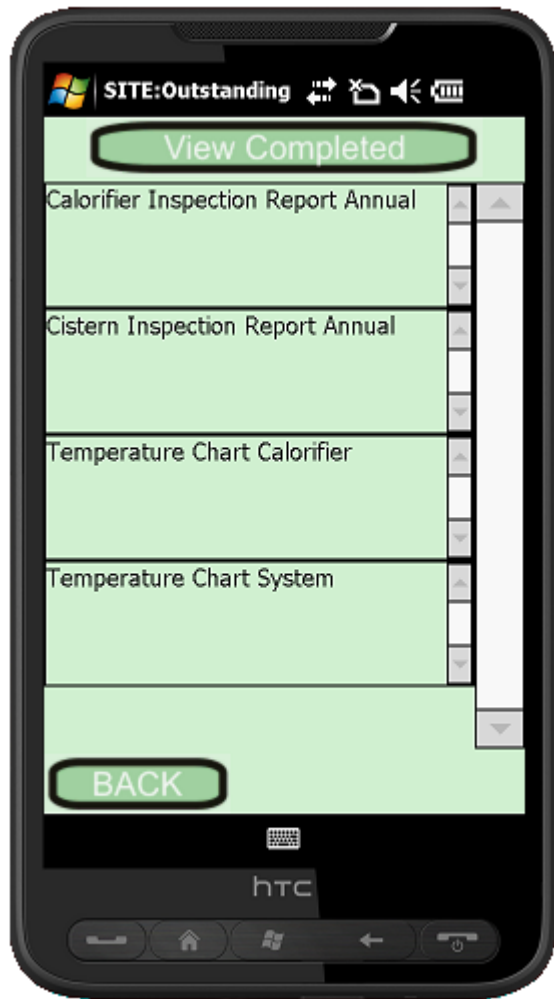 SITE:Outstanding
View Completed
Calorifier Inspection Report Annual
Cistern Inspection Report Annual
Temperature Chart Calorifier
Temperature Chart System
BACK
hTC